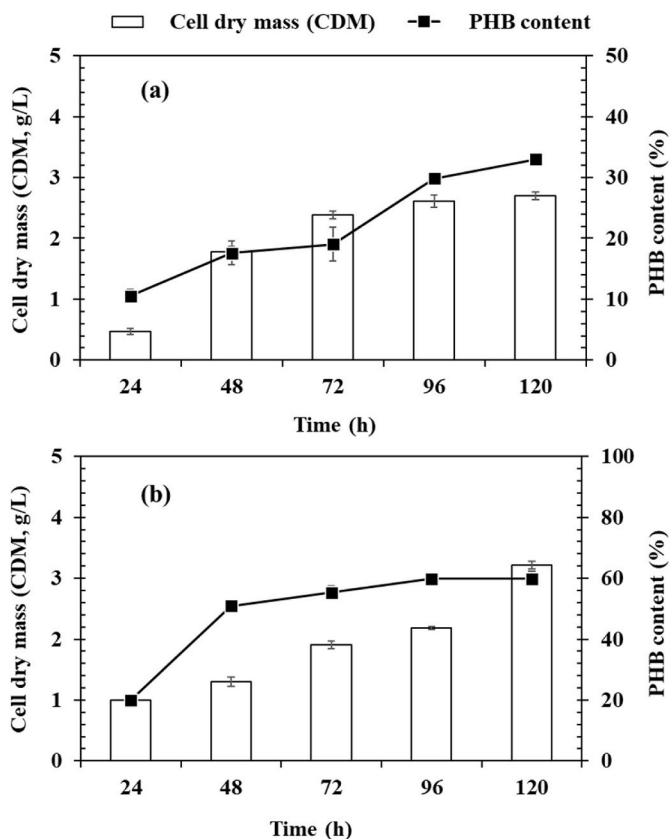 Cell dry mass (CDM) PHB content
(a)
Cell dry mass (CDM, g/L)
5
4
3
2
1
0
50
40
30
20
10
0
PHB content (%)
24 48 72 96 120
Time (h)
(b)
Cell dry mass (CDM, g/L)
5
4
3
2
1
0
100
80
60
40
20
0
PHB content (%)
24 48 72 96 120
Time (h)